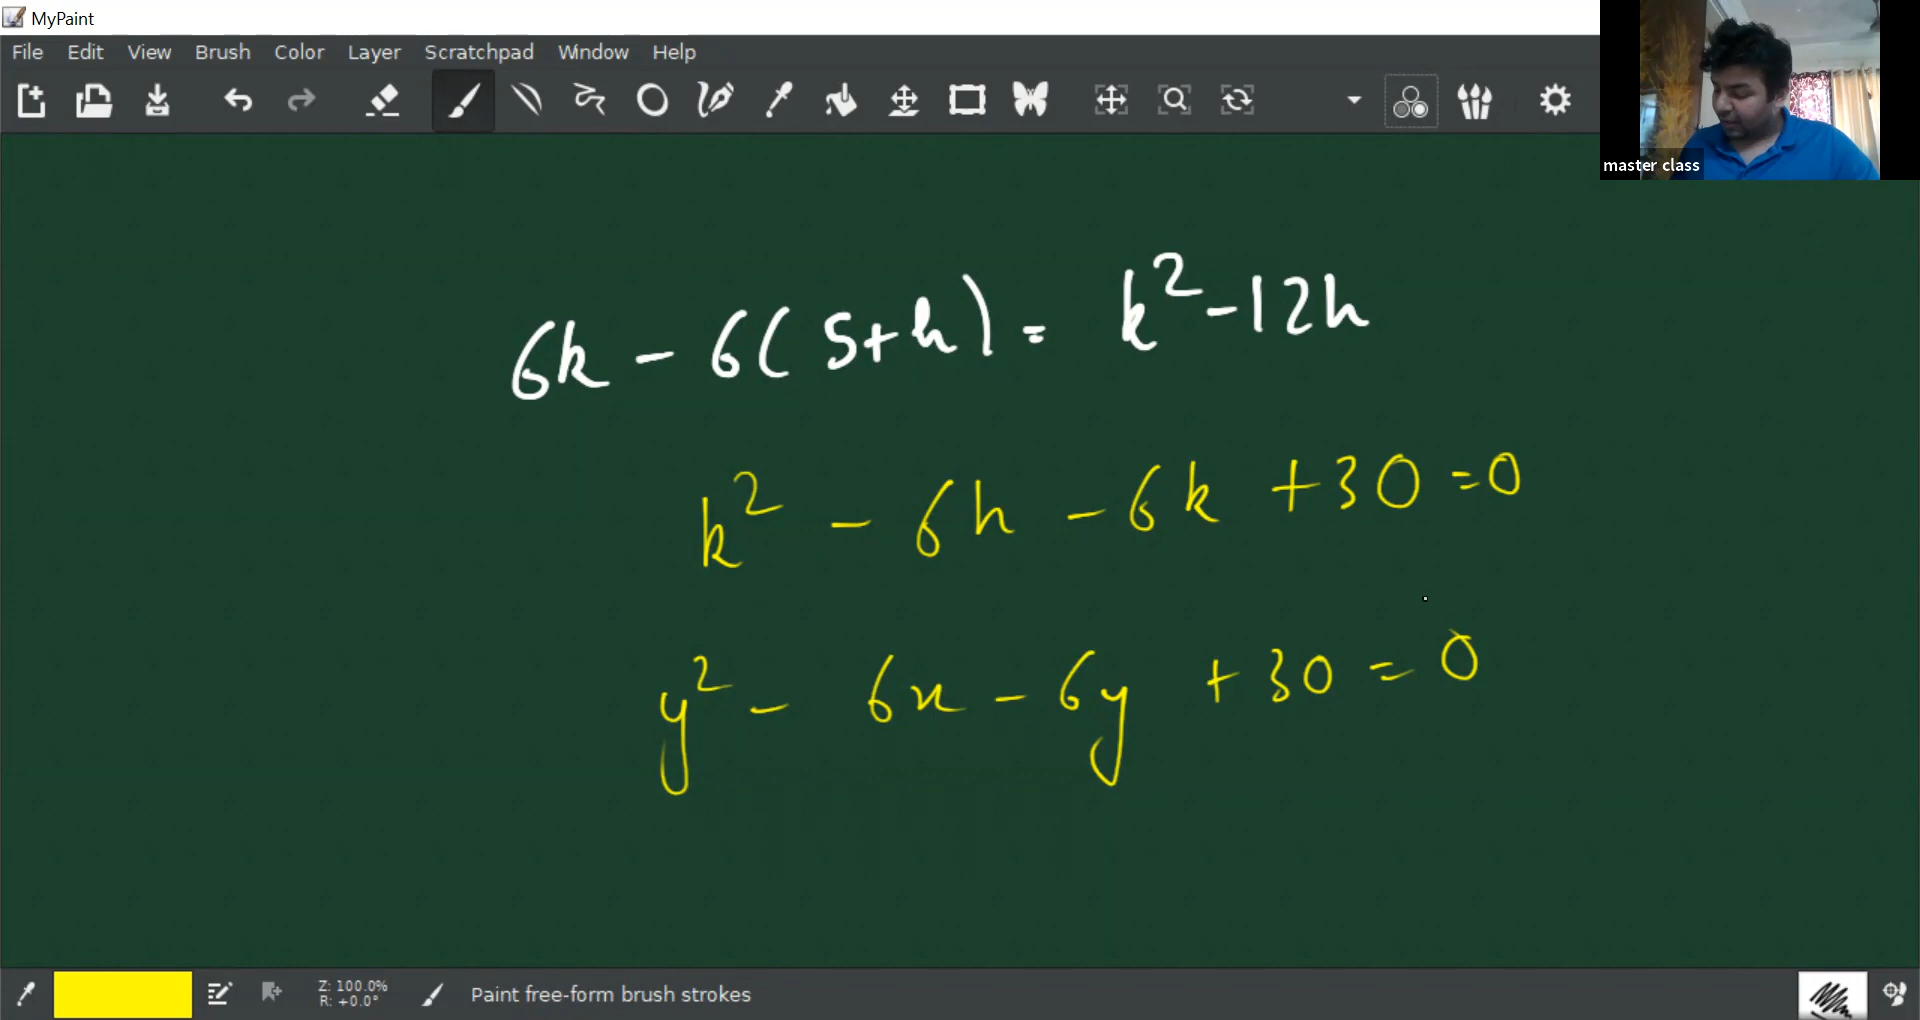 MyPaint
File Edit View Brush Color Layer Scratchpad Window Help
master class
6k - 6(5+h) = k² - 12h
k² - 6h - 6k + 30 = 0
y² - 6x - 6y + 30 = 0
Z: 100.0%
R: +0.0°
Paint free-form brush strokes